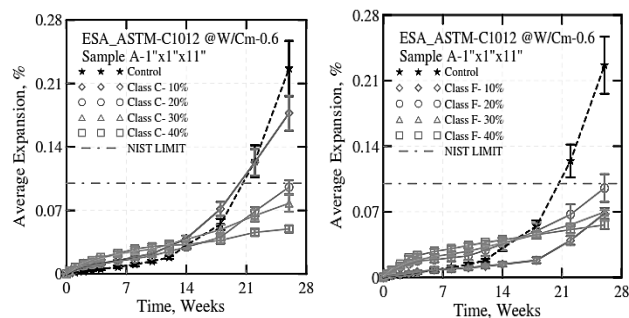 ESA_ASTM-C1012 @W/Cm-0.6
Sample A-1"x1"x11"
Control
Class C- 10%
Class C- 20%
Class C- 30%
Class C- 40%
NIST LIMIT
Average Expansion, %
0.28
0.21
0.14
0.07
0
0 7 14 21 28
Time, Weeks
ESA_ASTM-C1012 @W/Cm-0.6
Sample A-1"x1"x11"
Control
Class F- 10%
Class F- 20%
Class F- 30%
Class F- 40%
NIST LIMIT
Average Expansion, %
0.28
0.21
0.14
0.07
0
0 7 14 21 28
Time, Weeks